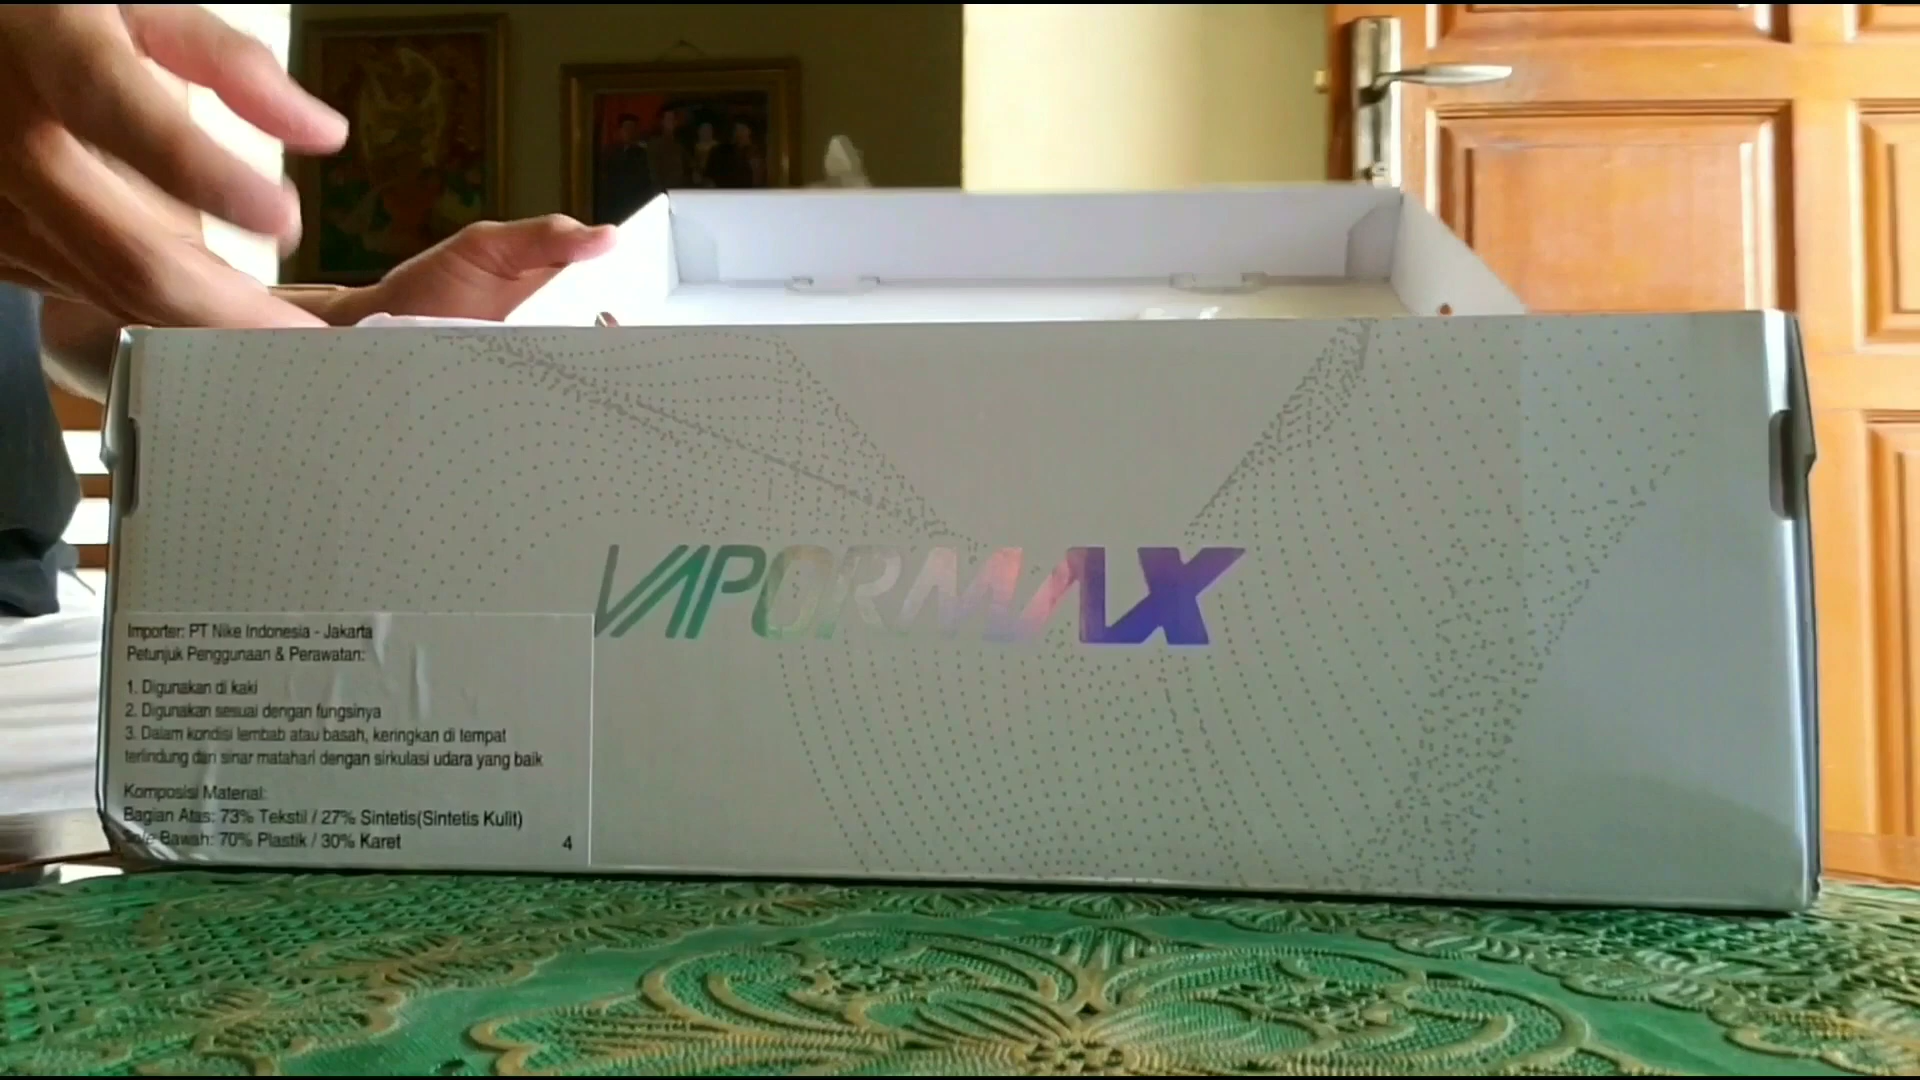 VAPORMAX
Importer: PT Nike Indonesia - Jakarta
Petunjuk Penggunaan & Perawatan:
1. Digunakan di kaki
2. Digunakan sesuai dengan fungsinya
3. Dalam kondisi lembab atau basah, keringkan di tempat
terlindung dari sinar matahari dengan sirkulasi udara yang baik
Komposisi Material:
Bagian Atas: 73% Tekstil / 27% Sintetis(Sintetis Kulit)
Sole Bawah: 70% Plastik / 30% Karet
4